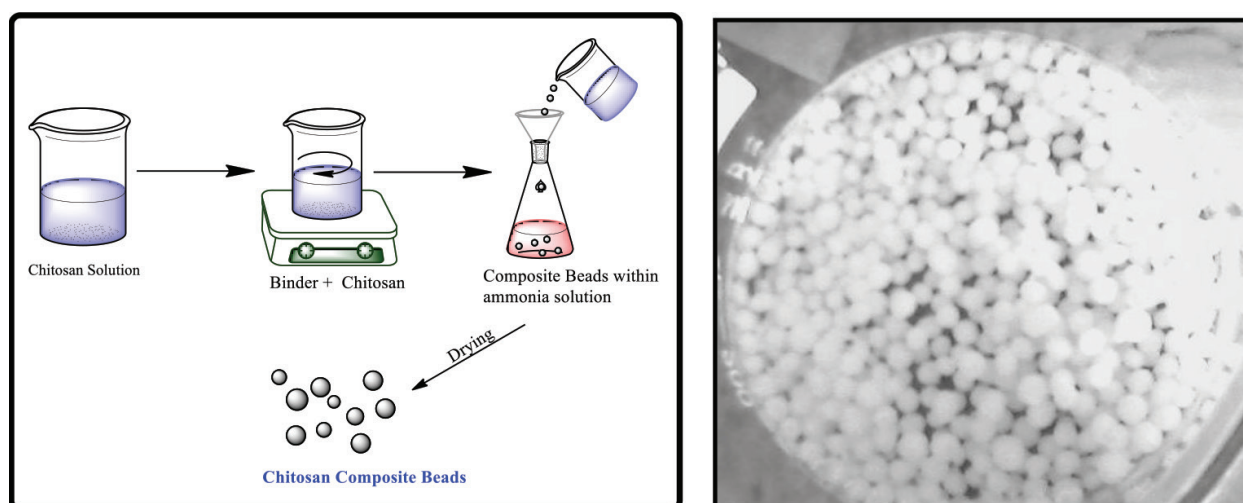 Chitosan Solution
Binder + Chitosan
Composite Beads within
ammonia solution
Drying
Chitosan Composite Beads